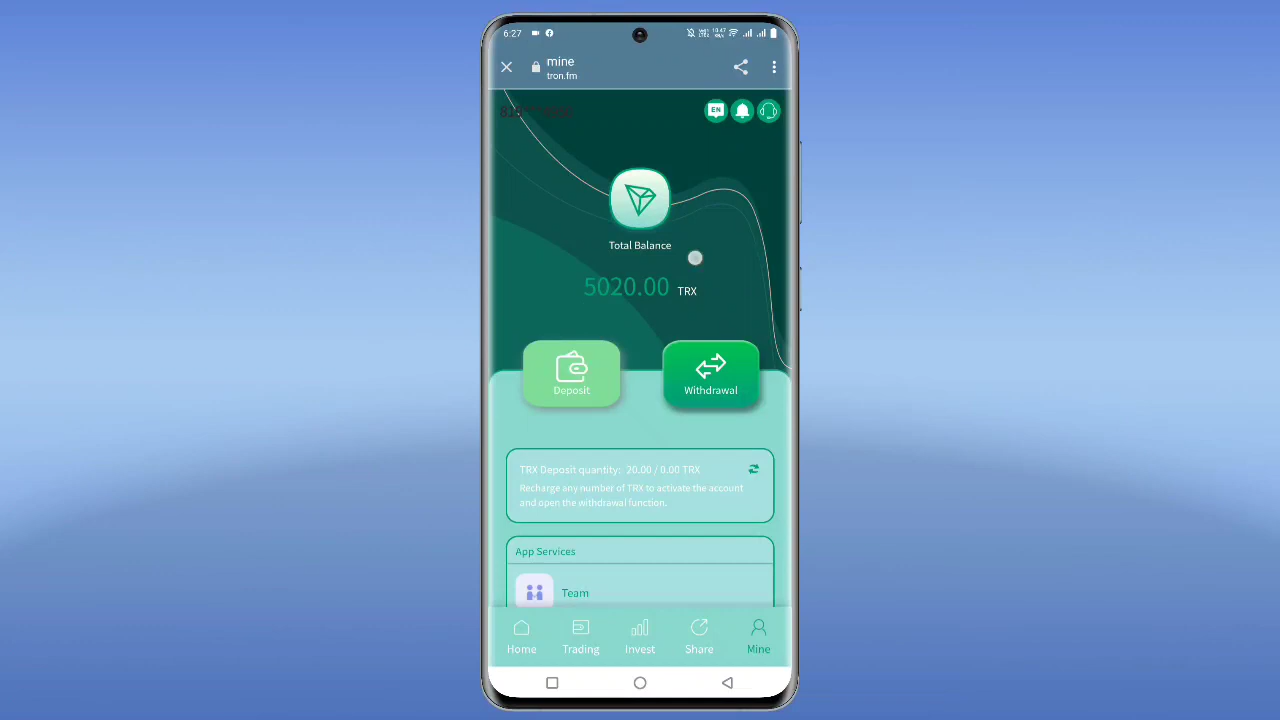 6:27
mine
tron.fm
EN
Total Balance
5020.00 TRX
Deposit
Withdrawal
TRX Deposit quantity: 20.00 / 0.00 TRX
Recharge any number of TRX to activate the account
and open the withdrawal function.
App Services
Team
Home
Trading
Invest
Share
Mine